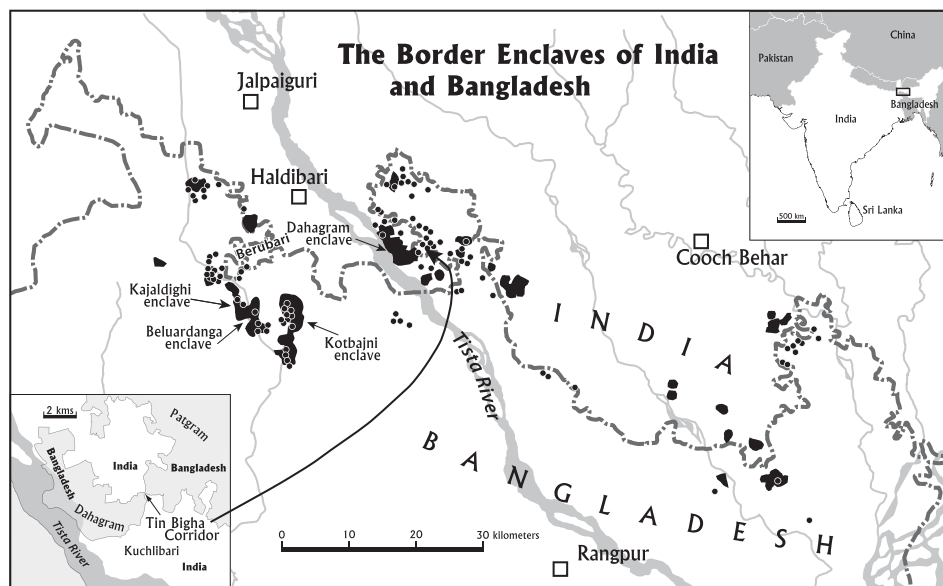 The Border Enclaves of India
and Bangladesh
China
Pakistan
India
Bangladesh
Sri Lanka
500 km
Jalpaiguri
Haldibari
Dahagram
enclave
Berubari
Kajaldighi
enclave
Beluardanga
enclave
Kotbajni
enclave
Cooch Behar
INDIA
Tista River
BANGLADESH
Rangpur
0 10 20 30 kilometers
2 kms
Patgram
Bangladesh
India
Bangladesh
Dahagram
Tin Bigha
Corridor
Tista River
Kuchlibari
India